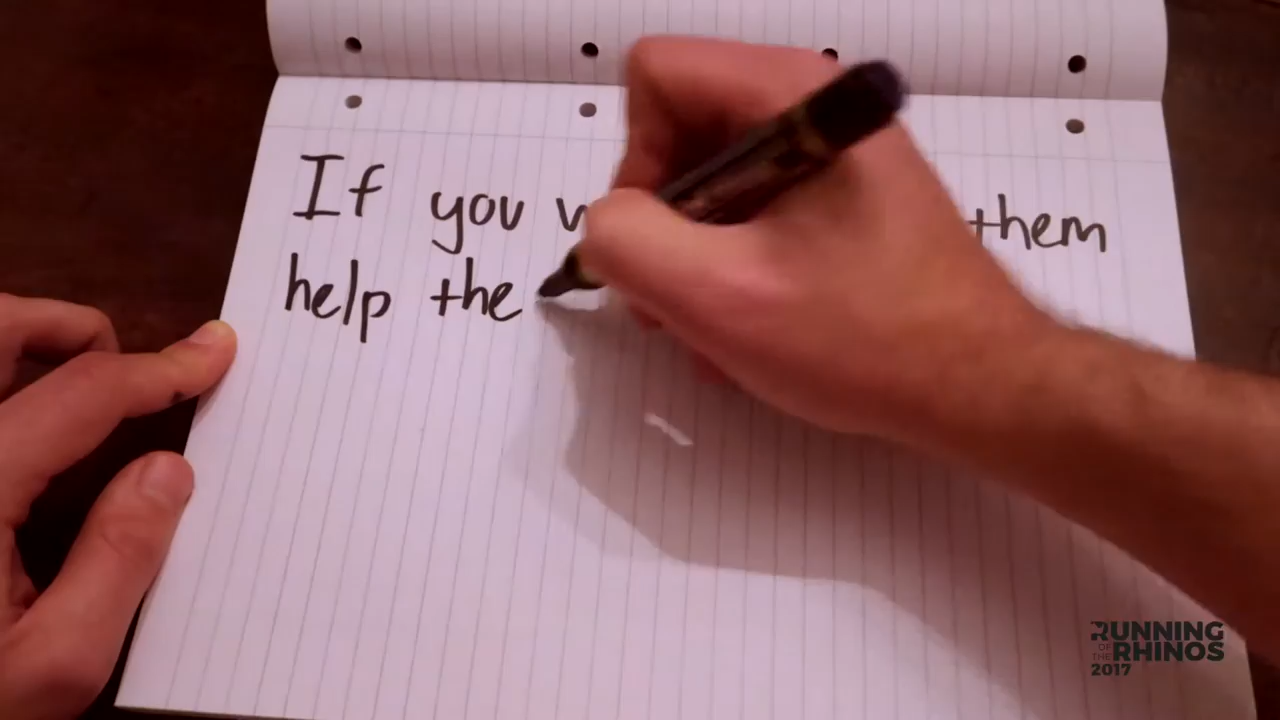 If you them
help the
RUNNING
OF THE RHINOS
2017